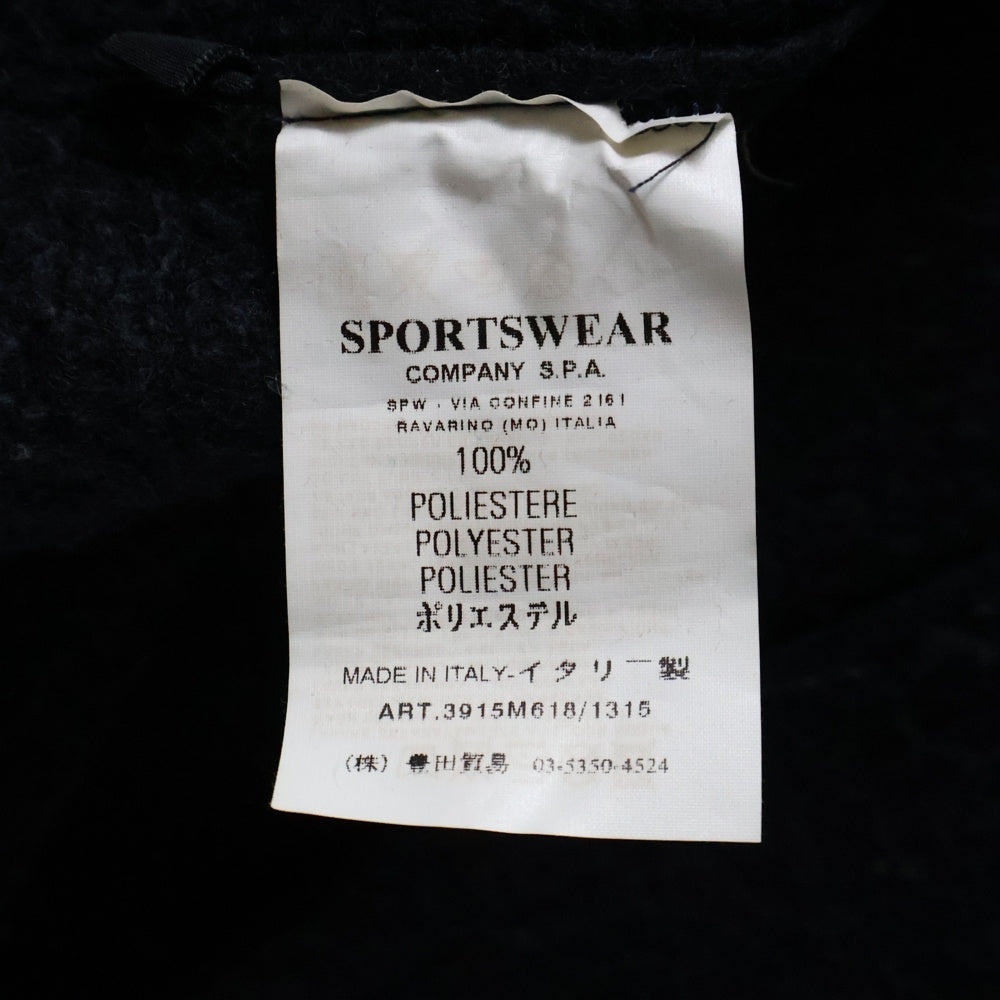 SPORTSWEAR
COMPANY S.P.A.
SPW - VIA CONFINE 2161
RAVARINO (MO) ITALIA
100%
POLIESTERE
POLYESTER
POLIESTER
ポリエステル
MADE IN ITALY-イタリー製
ART.3915M618/1315
(株) 豊田貿易 03-5350-4524